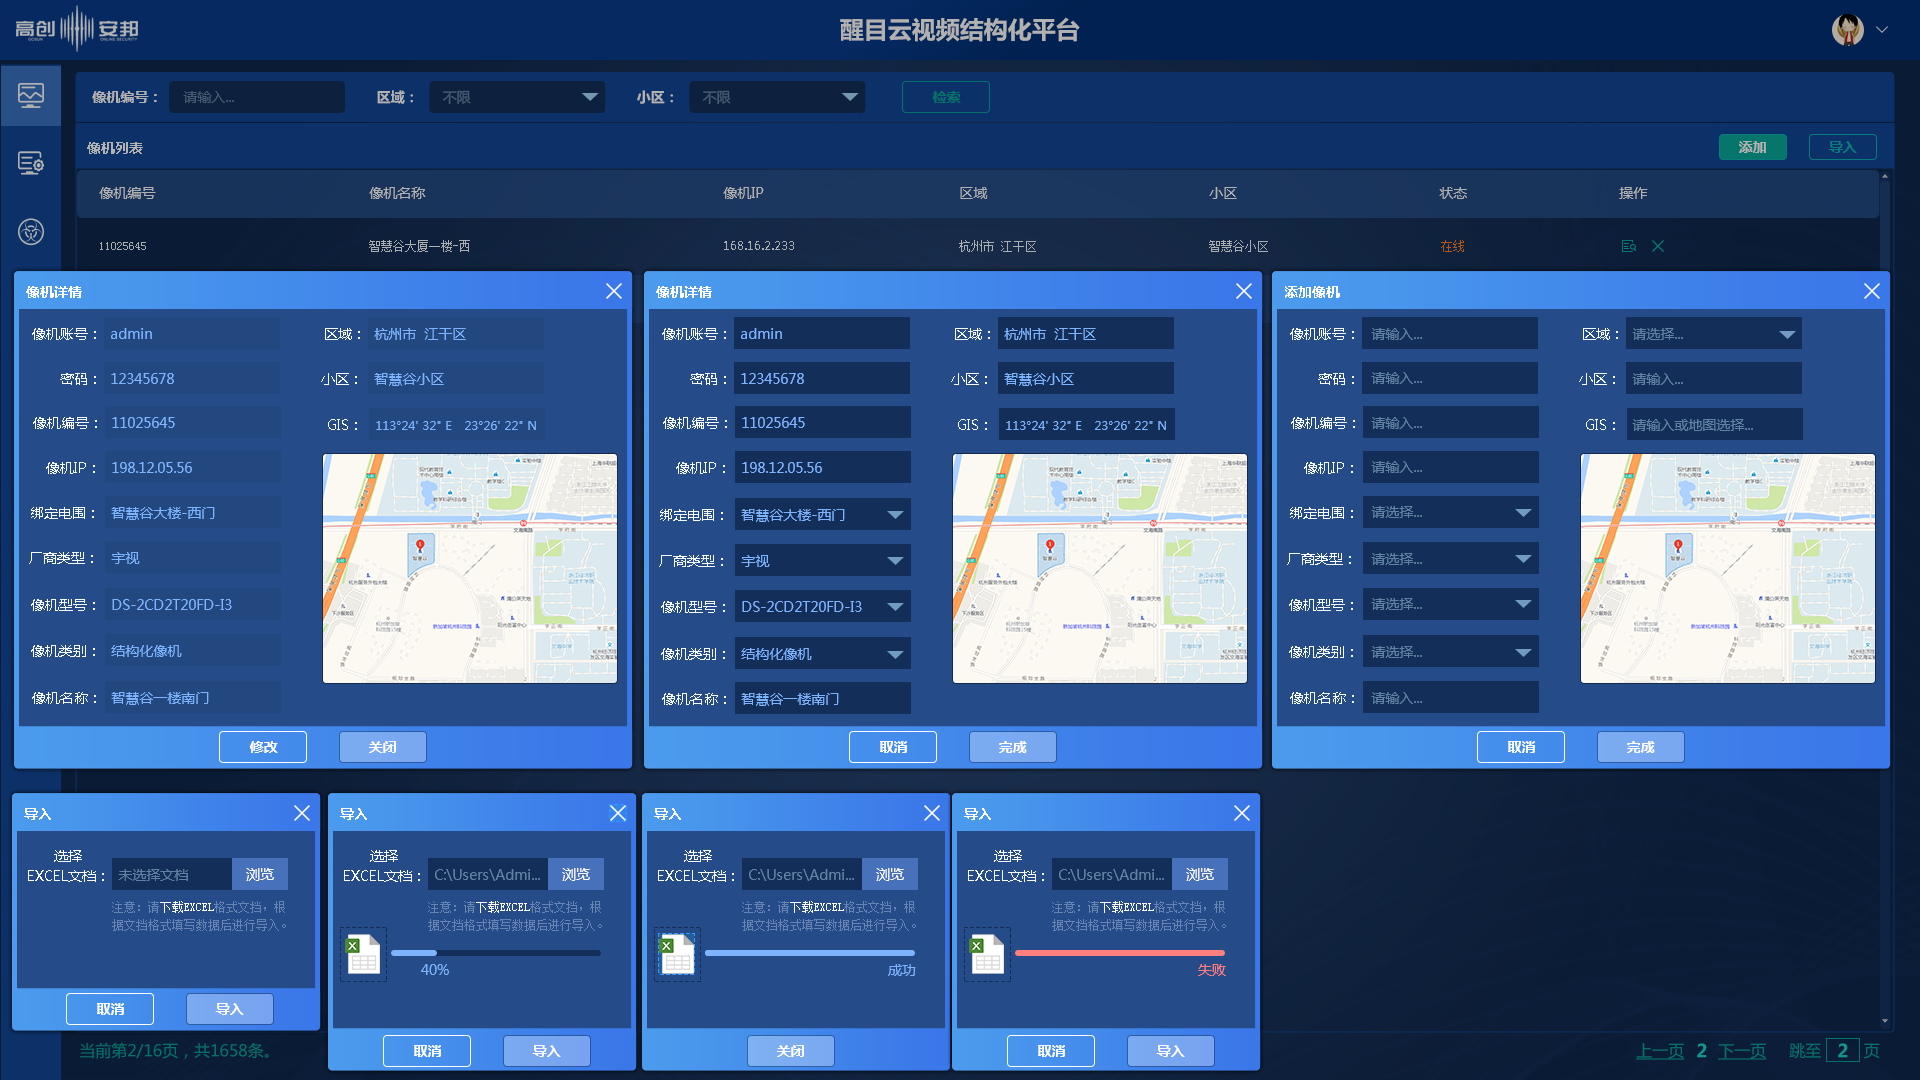 高创 安邦
醒目云视频结构化平台
像机编号： 请输入... 区域： 不限 小区： 不限 检索
像机列表 添加 导入
像机编号 像机名称 像机IP 区域 小区 状态 操作
11025645 智慧谷大厦一楼-西 168.16.2.233 杭州市 江干区 智慧谷小区 在线
像机详情
像机账号： admin 区域： 杭州市 江干区
密码： 12345678 小区： 智慧谷小区
像机编号： 11025645 GIS： 113°24' 32" E 23°26' 22" N
像机IP： 198.12.05.56
绑定电围： 智慧谷大楼-西门
厂商类型： 宇视
像机型号： DS-2CD2T20FD-I3
像机类别： 结构化像机
像机名称： 智慧谷一楼南门
修改 关闭
像机详情
像机账号： admin 区域： 杭州市 江干区
密码： 12345678 小区： 智慧谷小区
像机编号： 11025645 GIS： 113°24' 32" E 23°26' 22" N
像机IP： 198.12.05.56
绑定电围： 智慧谷大楼-西门
厂商类型： 宇视
像机型号： DS-2CD2T20FD-I3
像机类别： 结构化像机
像机名称： 智慧谷一楼南门
取消 完成
添加像机
像机账号： 请输入... 区域： 请选择...
密码： 请输入... 小区： 请输入...
像机编号： 请输入... GIS： 请输入或地图选择...
像机IP： 请输入...
绑定电围： 请选择...
厂商类型： 请选择...
像机型号： 请选择...
像机类别： 请选择...
像机名称： 请输入...
取消 完成
导入
选择
EXCEL文档： 未选择文档 浏览
注意：请下载EXCEL格式文档，根
据文档格式填写数据后进行导入。
取消 导入
导入
选择
EXCEL文档： C:\Users\Admi... 浏览
注意：请下载EXCEL格式文档，根
据文档格式填写数据后进行导入。
40%
取消 导入
导入
选择
EXCEL文档： C:\Users\Admi... 浏览
注意：请下载EXCEL格式文档，根
据文档格式填写数据后进行导入。
成功
关闭
导入
选择
EXCEL文档： C:\Users\Admi... 浏览
注意：请下载EXCEL格式文档，根
据文档格式填写数据后进行导入。
失败
取消 导入
当前第2/16页，共1658条。 上一页 2 下一页 跳至 2 页